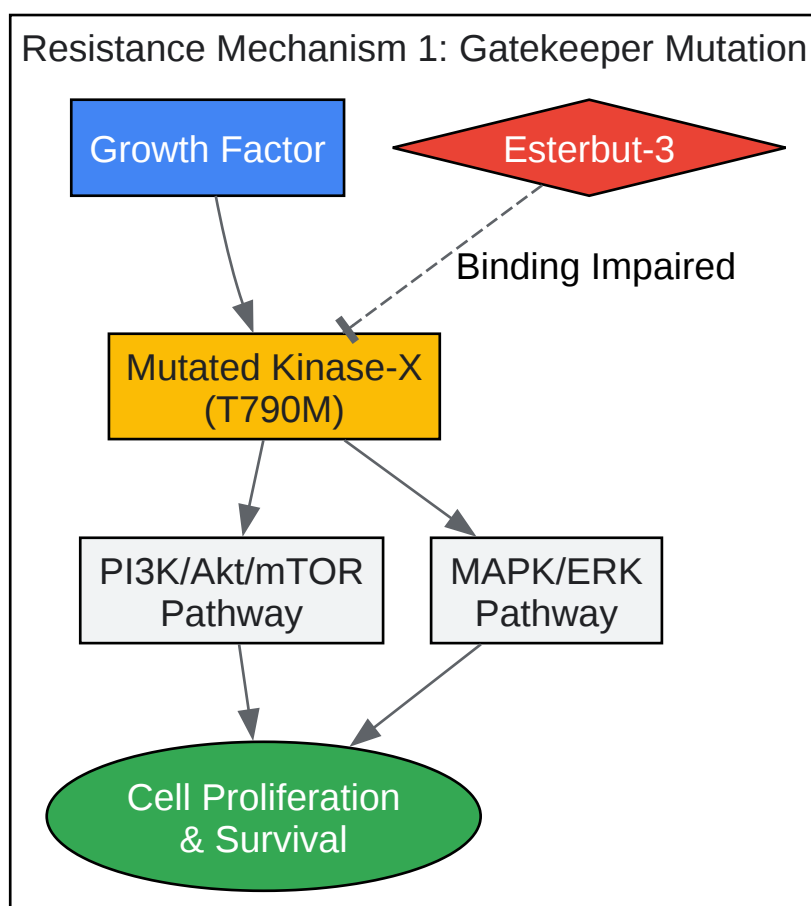 Resistance Mechanism 1: Gatekeeper Mutation
Growth Factor
Esterbut-3
Binding Impaired
Mutated Kinase-X
(T790M)
PI3K/Akt/mTOR
Pathway
MAPK/ERK
Pathway
Cell Proliferation
& Survival